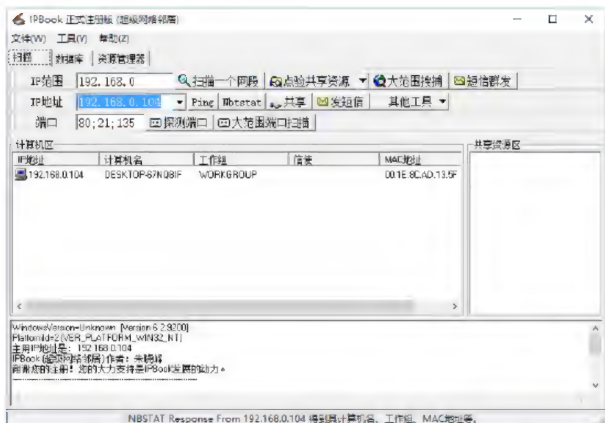 IPBook 正式注册版 (超级网络邻居)
文件(W) 工具(Y) 帮助(Z)
扫描 数据库 资源管理器
IP范围 192.168.0 扫描一个网段 点验共享资源 大范围搜捕 短信群发
IP地址 192.168.0.104 Ping Nbtstat 共享 发短信 其他工具
端口 80;21;135 探测端口 大范围端口扫描
计算机区 共享资源区
IP地址 计算机名 工作组 信使 MAC地址
192.168.0.104 DESKTOP-67NQ8IF WORKGROUP 00.1E.8C.AD.13.5F
WindowsVersion=Unknown (Version 6.2.9200)
PlatformId=2 (VER_PLATFORM_WIN32_NT)
主用IP地址是: 192.168.0.104
IPBook (超级网络邻居) 作者:
谢谢您的注册! 您的大力支持是IPBook发展的动力。
NBSTAT Response From 192.168.0.104 得到其计算机名、工作组、MAC地址等。